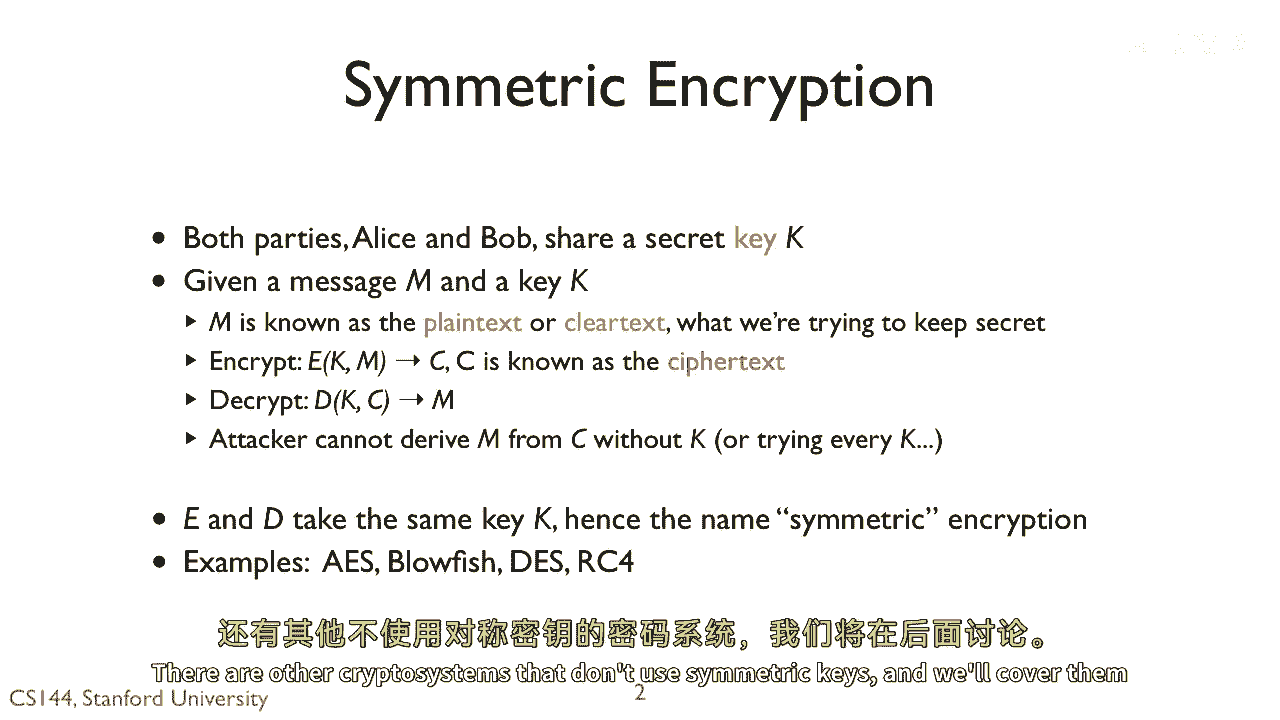 Symmetric Encryption
• Both parties, Alice and Bob, share a secret key K
• Given a message M and a key K
▸ M is known as the plaintext or cleartext, what we’re trying to keep secret
▸ Encrypt: E(K, M) → C, C is known as the ciphertext
▸ Decrypt: D(K, C) → M
▸ Attacker cannot derive M from C without K (or trying every K...)
• E and D take the same key K, hence the name “symmetric” encryption
• Examples: AES, Blowfish, DES, RC4
还有其他不使用对称密钥的密码系统，我们将在后面讨论。
There are other cryptosystems that don't use symmetric keys, and we'll cover them
CS144, Stanford University
2